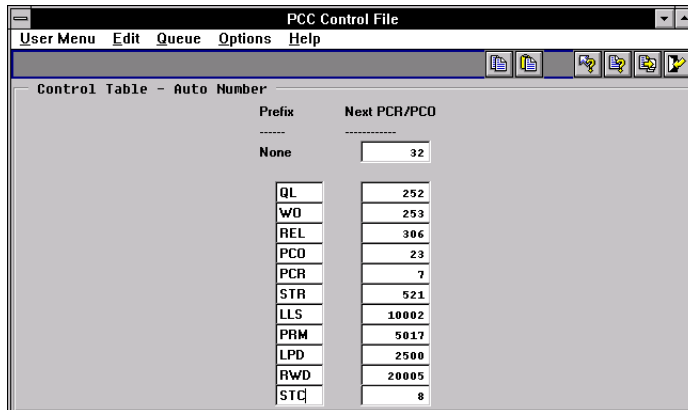 PCC Control File
User Menu Edit Queue Options Help
Control Table - Auto Number
Prefix Next PCR/PCO
------ ------------
None 32
QL 252
WO 253
REL 306
PCO 23
PCR 7
STR 521
LLS 10002
PRM 5017
LPD 2500
RWD 20005
STC 8